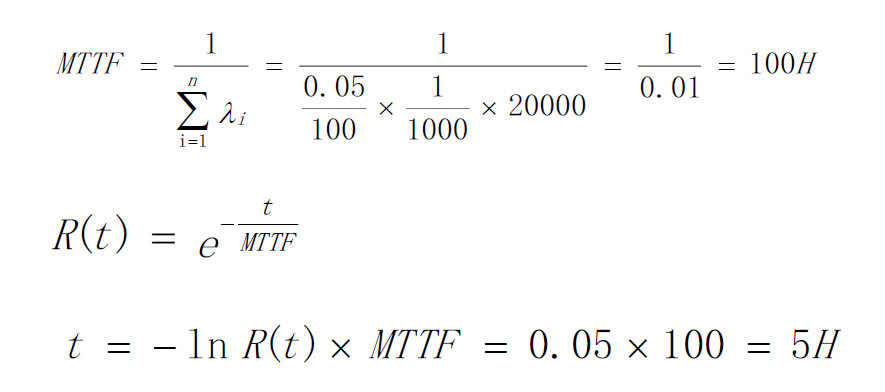 MTTF = 1 / ∑_{i=1}^{n} λ_i = 1 / (0.05/100 × 1/1000 × 20000) = 1/0.01 = 100H
R(t) = e^{-t/MTTF}
t = −ln R(t) × MTTF = 0.05 × 100 = 5H